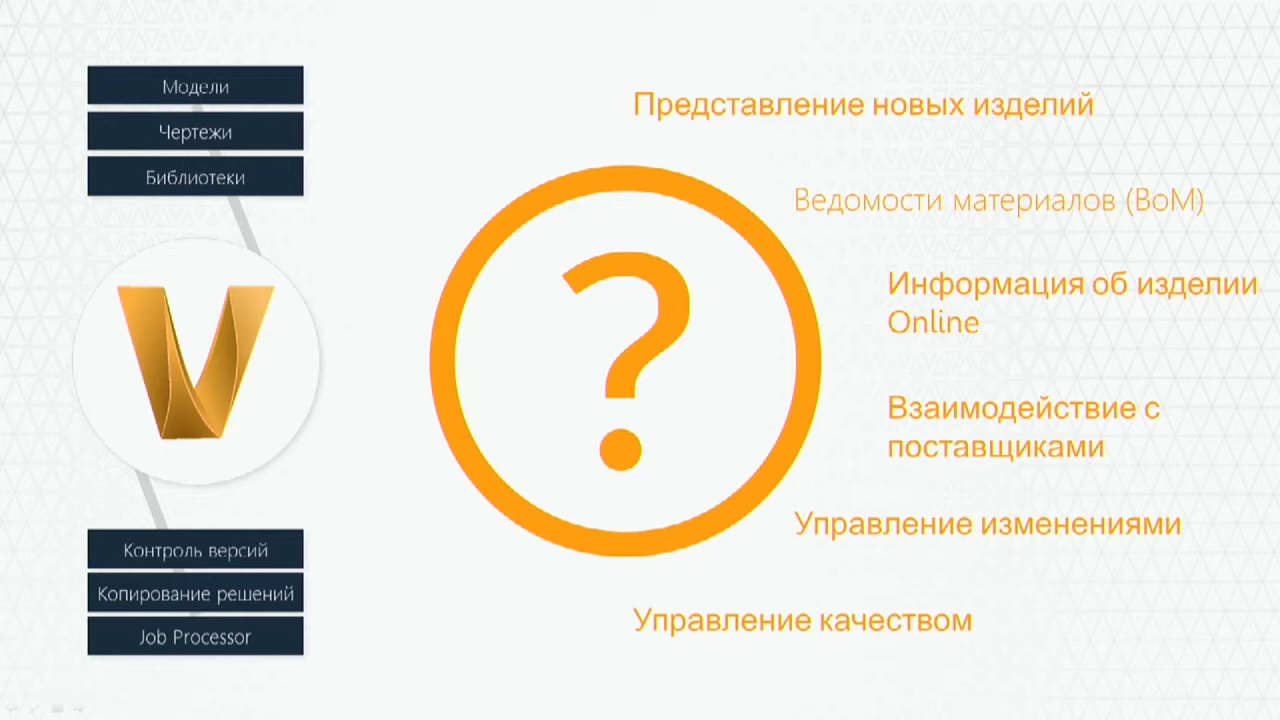 Модели
Чертежи
Библиотеки
Контроль версий
Копирование решений
Job Processor
?
Представление новых изделий
Ведомости материалов (BoM)
Информация об изделии
Online
Взаимодействие с
поставщиками
Управление изменениями
Управление качеством